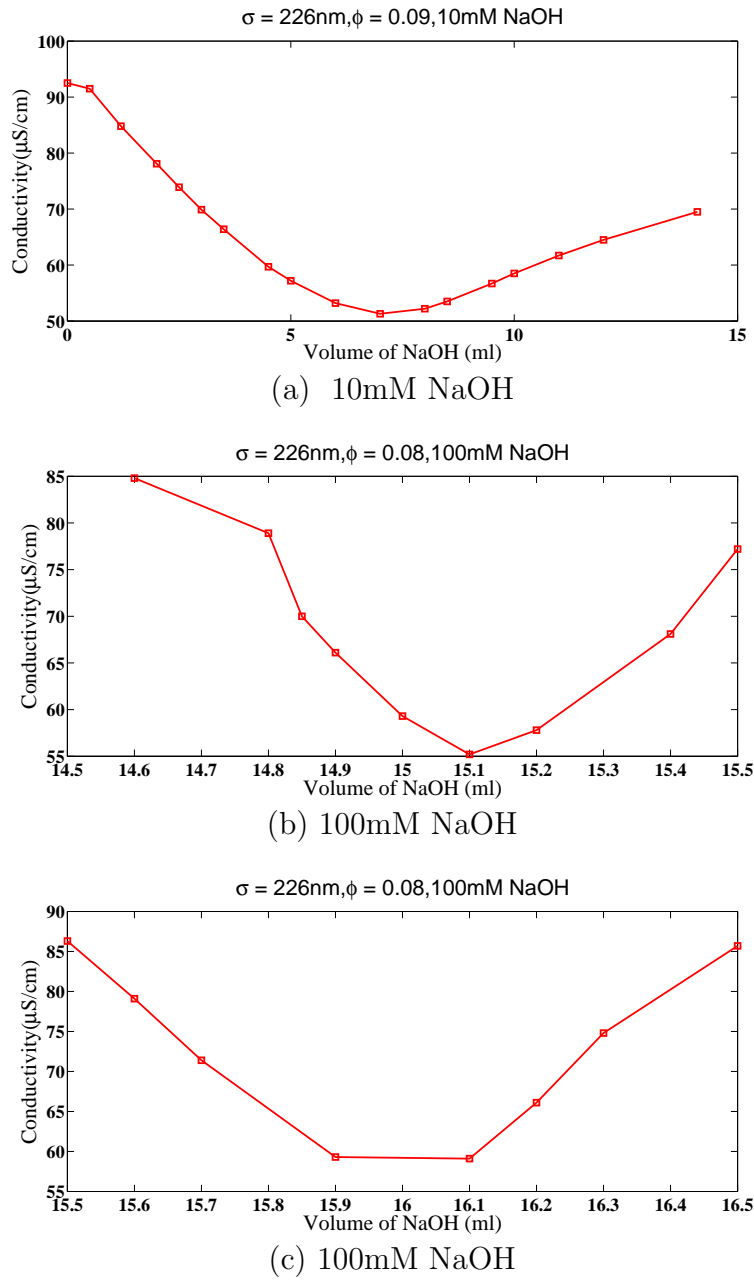 σ = 226nm,ϕ = 0.09,10mM NaOH
100
90
80
70
60
50
Conductivity(µS/cm)
0 5 10 15
Volume of NaOH (ml)
(a) 10mM NaOH
σ = 226nm,ϕ = 0.08,100mM NaOH
85
80
75
70
65
60
55
Conductivity(µS/cm)
14.5 14.6 14.7 14.8 14.9 15 15.1 15.2 15.3 15.4 15.5
Volume of NaOH (ml)
(b) 100mM NaOH
σ = 226nm,ϕ = 0.08,100mM NaOH
90
85
80
75
70
65
60
55
Conductivity(µS/cm)
15.5 15.6 15.7 15.8 15.9 16 16.1 16.2 16.3 16.4 16.5
Volume of NaOH (ml)
(c) 100mM NaOH